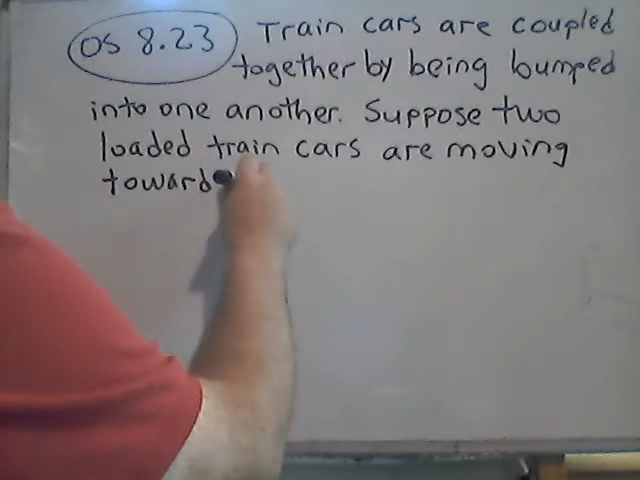 OS 8.23 Train cars are coupled
together by being bumped
into one another. Suppose two
loaded train cars are moving
toward